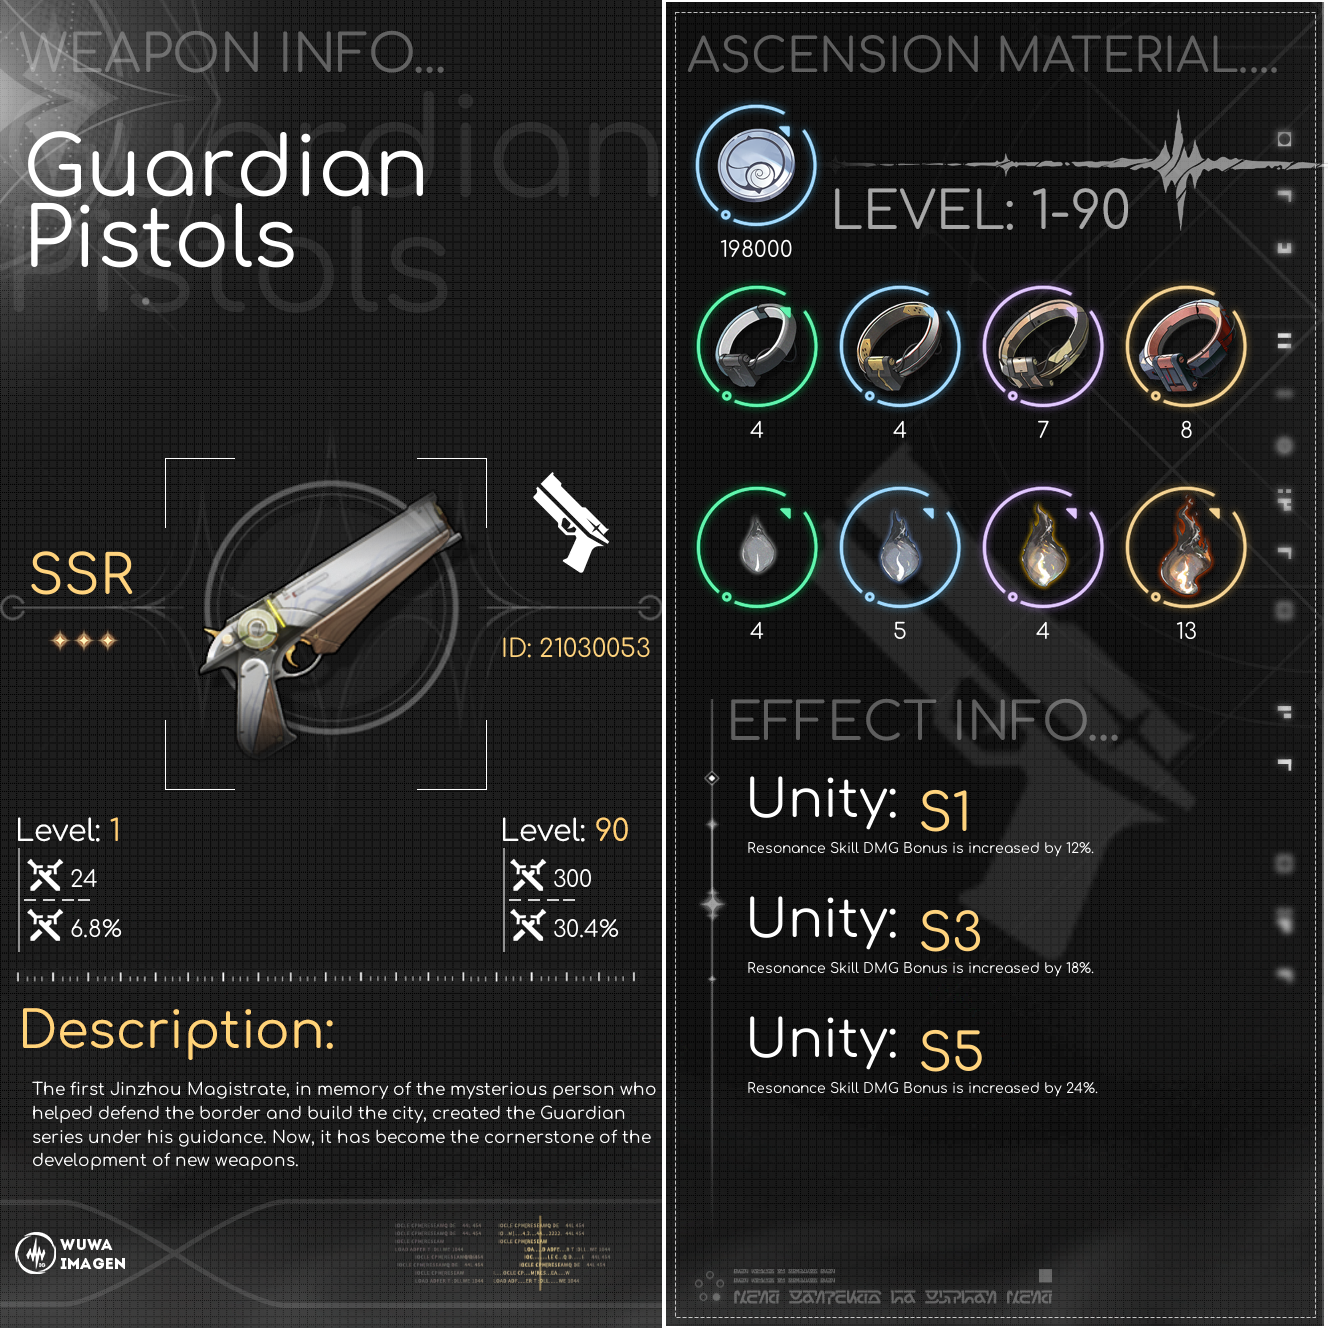 WEAPON INFO...
Guardian
Pistols
SSR
ID: 21030053
Level: 1
24
6.8%
Level: 90
300
30.4%
Description:
The first Jinzhou Magistrate, in memory of the mysterious person who
helped defend the border and build the city, created the Guardian
series under his guidance. Now, it has become the cornerstone of the
development of new weapons.
WUWA
IMAGEN
ASCENSION MATERIAL....
198000
LEVEL: 1-90
4 4 7 8
4 5 4 13
EFFECT INFO...
Unity: S1
Resonance Skill DMG Bonus is increased by 12%.
Unity: S3
Resonance Skill DMG Bonus is increased by 18%.
Unity: S5
Resonance Skill DMG Bonus is increased by 24%.